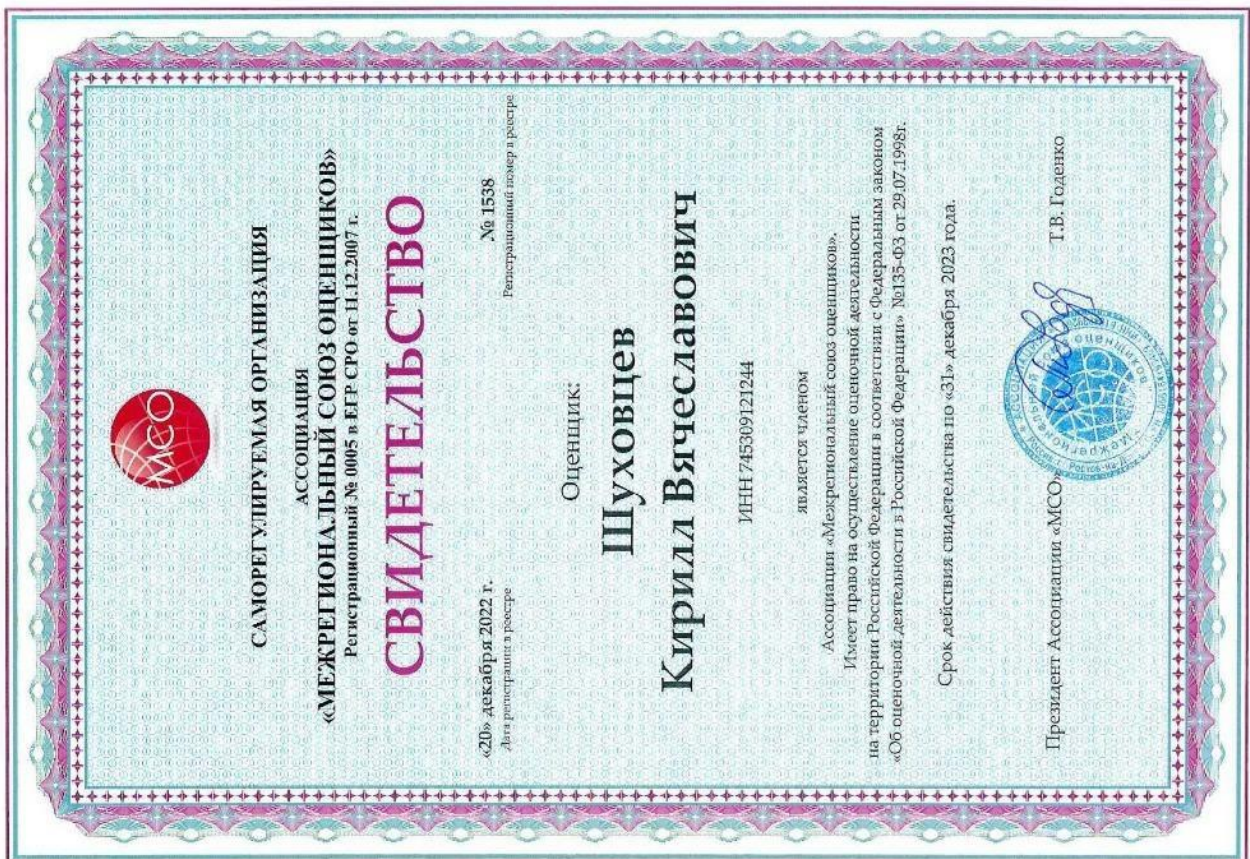 МСО
САМОРЕГУЛИРУЕМАЯ ОРГАНИЗАЦИЯ
АССОЦИАЦИЯ
«МЕЖРЕГИОНАЛЬНЫЙ СОЮЗ ОЦЕНЩИКОВ»
Регистрационный № 0005 в ЕГР СРО от 11.12.2007 г.
СВИДЕТЕЛЬСТВО
«20» декабря 2022 г. № 1538
Дата регистрации в реестре Регистрационный номер в реестре
Оценщик:
Шуховцев
Кирилл Вячеславович
ИНН 745309121244
является членом
Ассоциации «Межрегиональный союз оценщиков».
Имеет право на осуществление оценочной деятельности
на территории Российской Федерации в соответствии с Федеральным законом
«Об оценочной деятельности в Российской Федерации» №135-ФЗ от 29.07.1998г.
Срок действия свидетельства по «31» декабря 2023 года.
Президент Ассоциации «МСО» Т.В. Годенко